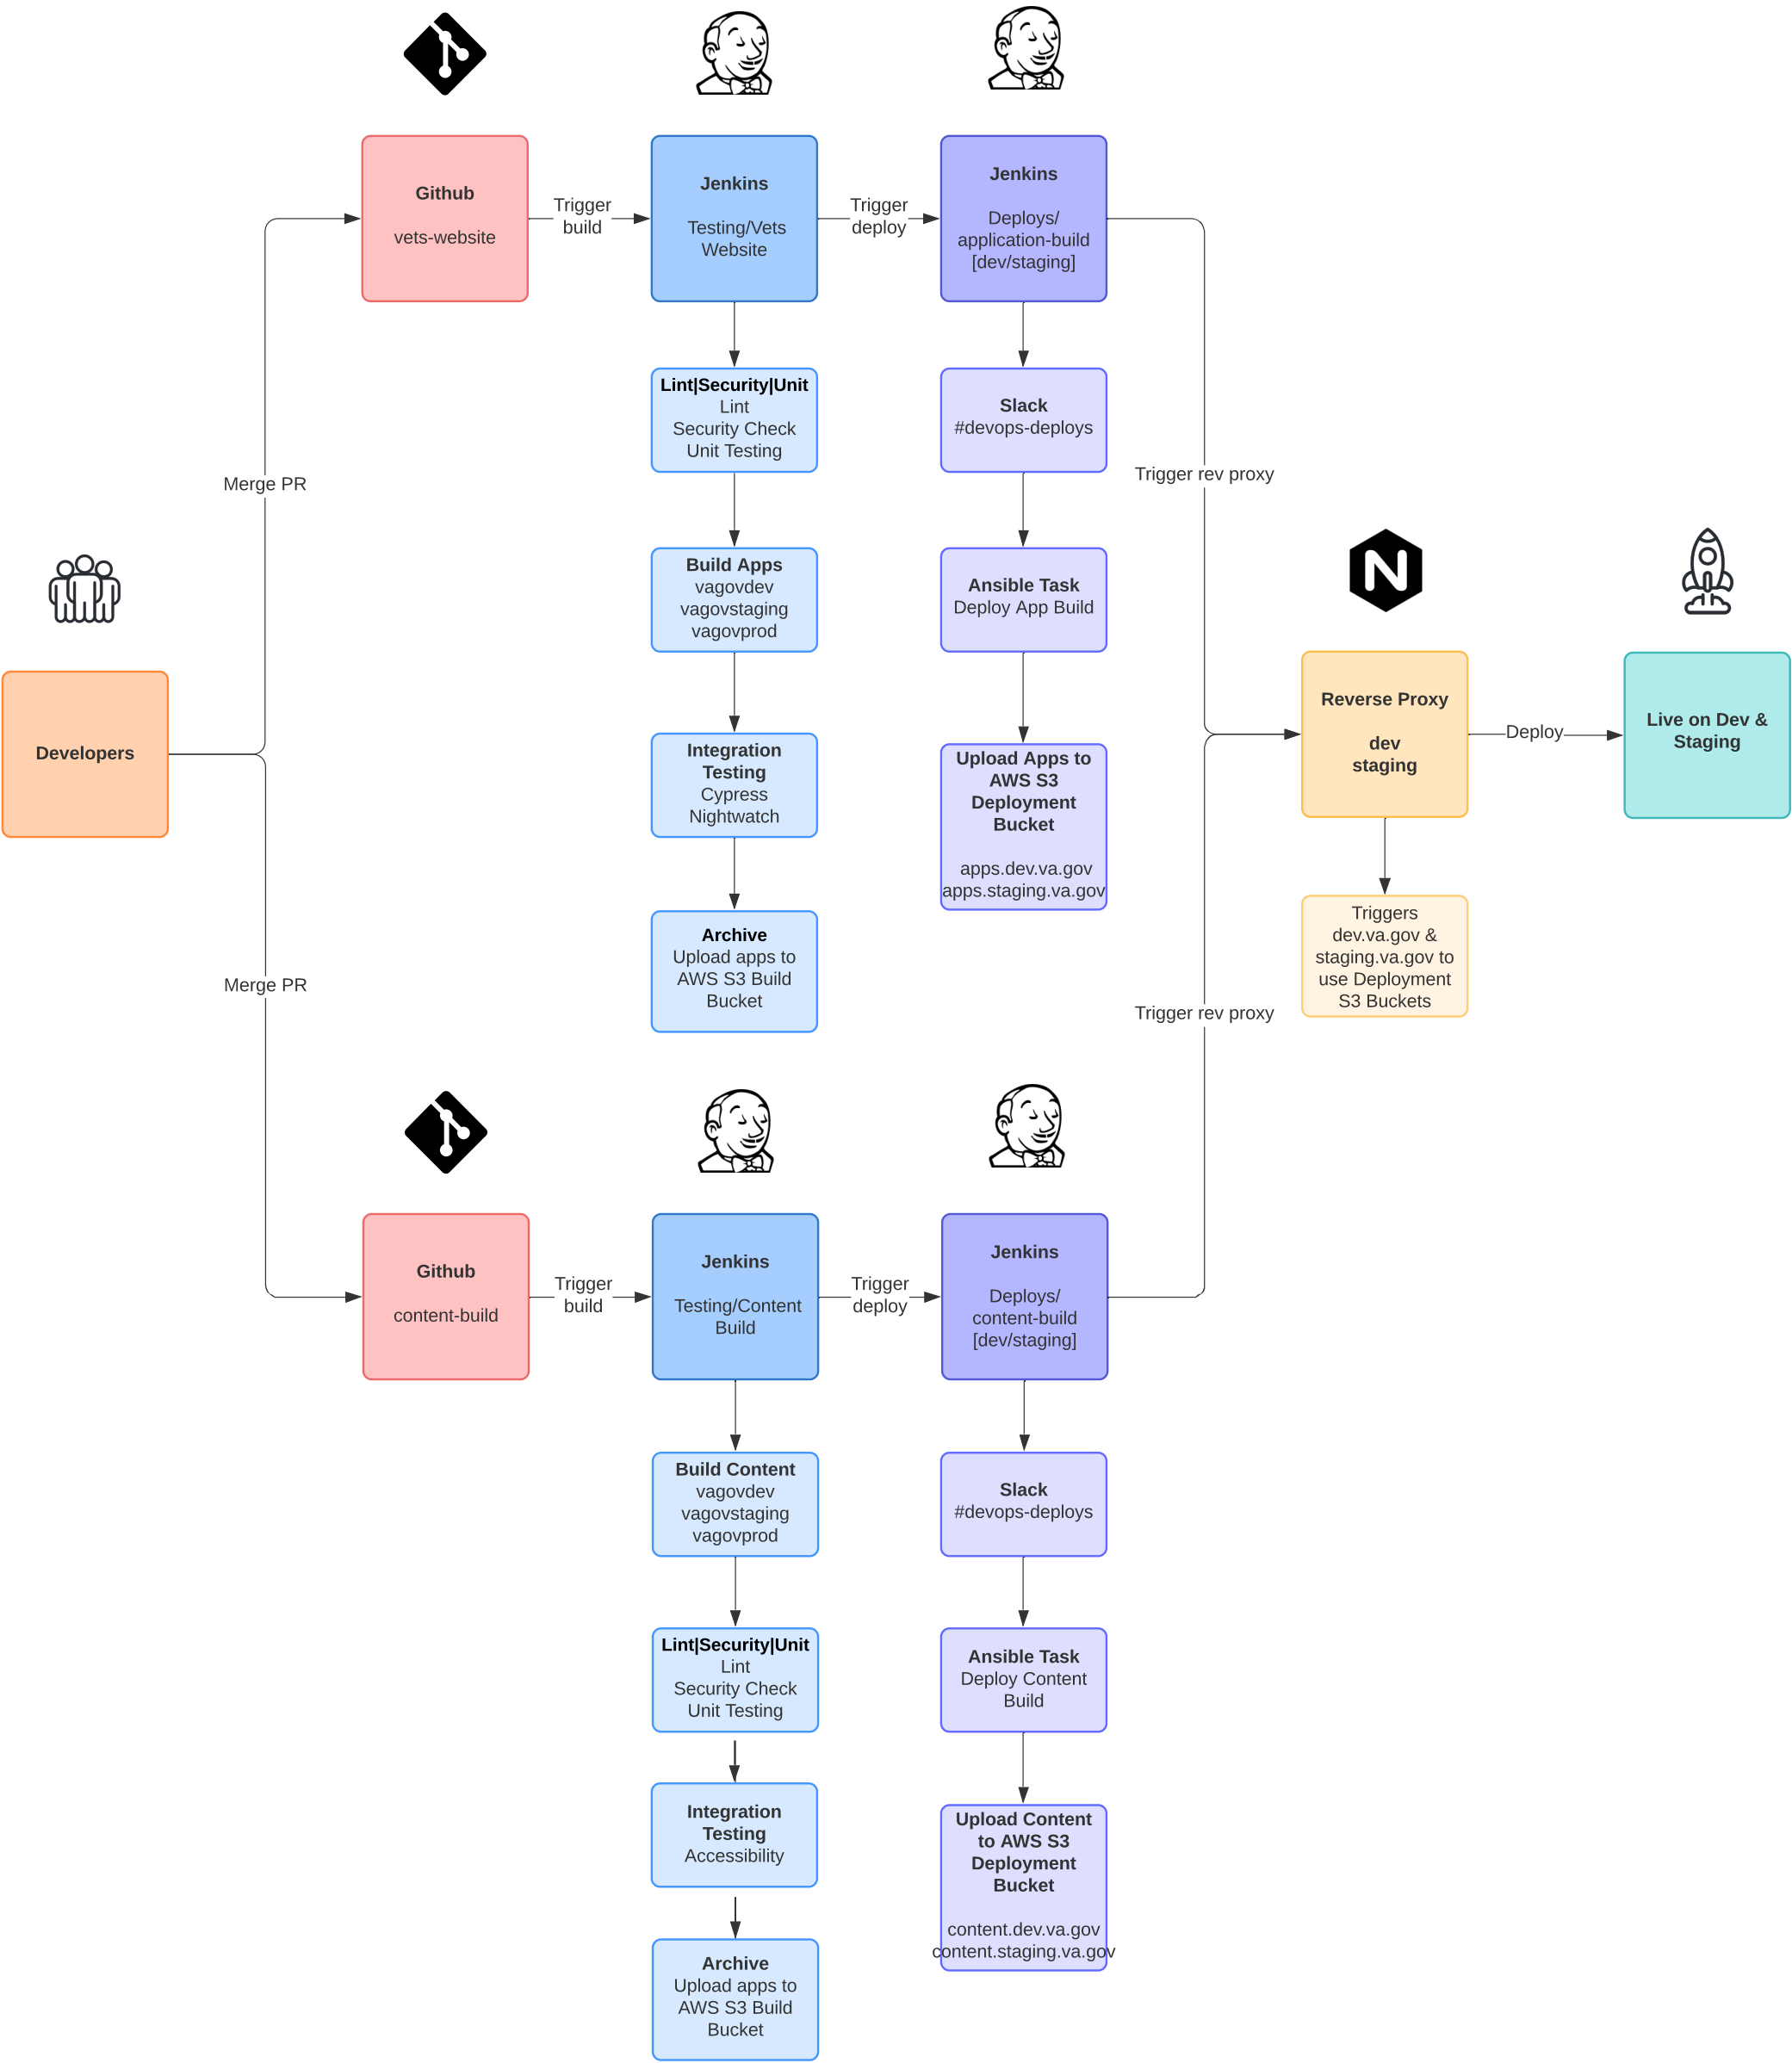 Github
vets-website
Trigger
build
Jenkins
Testing/Vets
Website
Trigger
deploy
Jenkins
Deploys/
application-build
[dev/staging]
Lint|Security|Unit
Lint
Security Check
Unit Testing
Slack
#devops-deploys
Merge PR
Trigger rev proxy
Build Apps
vagovdev
vagovstaging
vagovprod
Ansible Task
Deploy App Build
Developers
Integration
Testing
Cypress
Nightwatch
Upload Apps to
AWS S3
Deployment
Bucket
apps.dev.va.gov
apps.staging.va.gov
Reverse Proxy
dev
staging
Deploy
Live on Dev &
Staging
Archive
Upload apps to
AWS S3 Build
Bucket
Triggers
dev.va.gov &
staging.va.gov to
use Deployment
S3 Buckets
Merge PR
Trigger rev proxy
Github
content-build
Trigger
build
Jenkins
Testing/Content
Build
Trigger
deploy
Jenkins
Deploys/
content-build
[dev/staging]
Build Content
vagovdev
vagovstaging
vagovprod
Slack
#devops-deploys
Lint|Security|Unit
Lint
Security Check
Unit Testing
Ansible Task
Deploy Content
Build
Integration
Testing
Accessibility
Upload Content
to AWS S3
Deployment
Bucket
content.dev.va.gov
content.staging.va.gov
Archive
Upload apps to
AWS S3 Build
Bucket